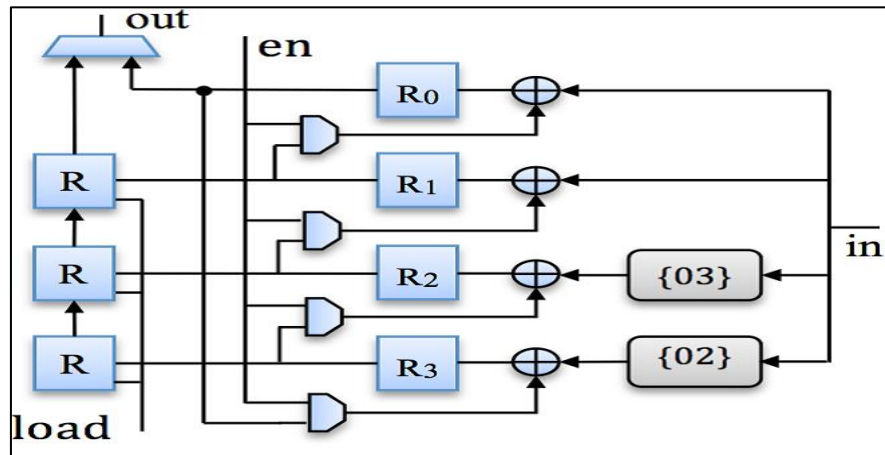 out
en
R₀
R
R₁
in
R
R₂
{03}
R
R₃
{02}
load